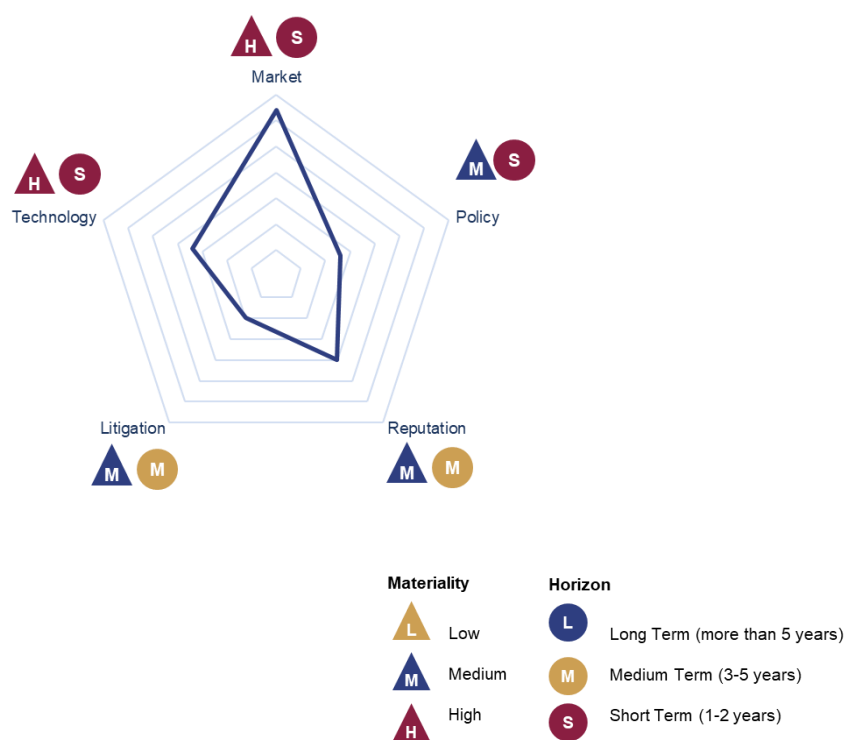 H S
Market
M S
H S
Technology
Policy
Litigation
Reputation
M M
M M
Materiality
Horizon
L Low
L Long Term (more than 5 years)
M Medium
M Medium Term (3-5 years)
H High
S Short Term (1-2 years)